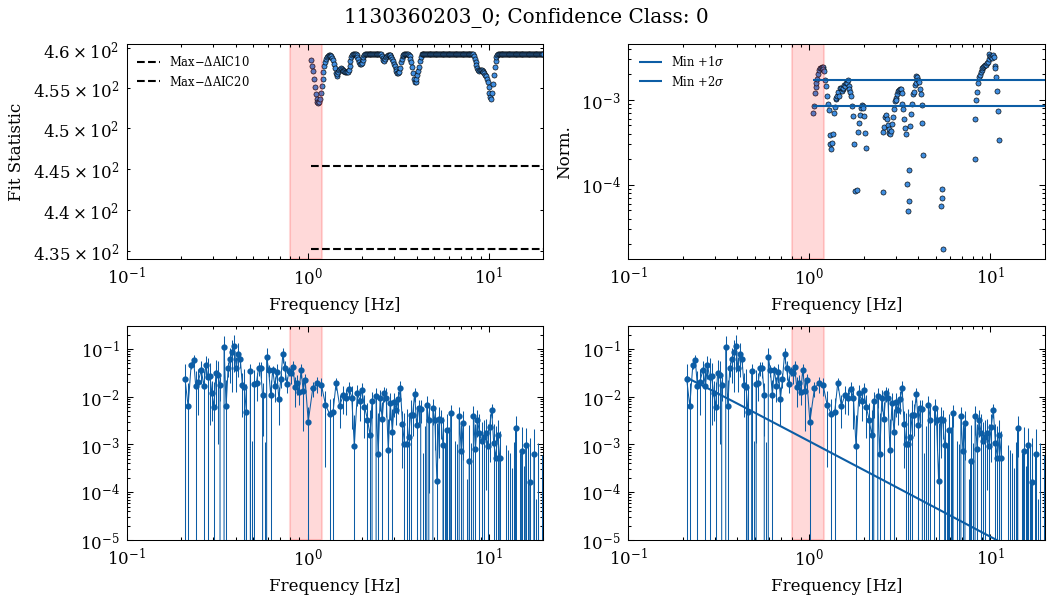 1130360203_0; Confidence Class: 0
Fit Statistic
4.6 × 10²
4.55 × 10²
4.5 × 10²
4.45 × 10²
4.4 × 10²
4.35 × 10²
Max−ΔAIC10
Max−ΔAIC20
10⁻¹ 10⁰ 10¹
Frequency [Hz]
Norm.
10⁻³
10⁻⁴
Min +1σ
Min +2σ
10⁻¹ 10⁰ 10¹
Frequency [Hz]
10⁻¹
10⁻²
10⁻³
10⁻⁴
10⁻⁵
10⁻¹ 10⁰ 10¹
Frequency [Hz]
10⁻¹
10⁻²
10⁻³
10⁻⁴
10⁻⁵
10⁻¹ 10⁰ 10¹
Frequency [Hz]